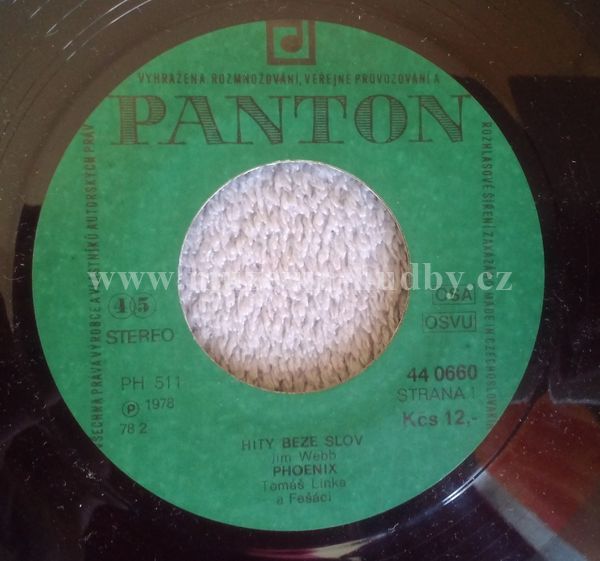 VYHRAŽENA. ROZMNOŽOVÁNÍ, VEŘEJNÉ PROVOZOVÁNÍ A
PANTON
ROZHLASOVÉ ŠÍŘENÍ ZAKÁZÁNO MADE IN CZECHOSLOVAKIA
VŠECHNA PRÁVA VÝROBCE A VLASTNÍKŮ AUTORSKÝCH PRÁV
45
STEREO
OSA
OSVU
PH 511
℗ 1978
78 2
44 0660
STRANA 1
Kčs 12,-
HITY BEZE SLOV
Jim Webb
PHOENIX
Tomáš Linka
a Fešáci